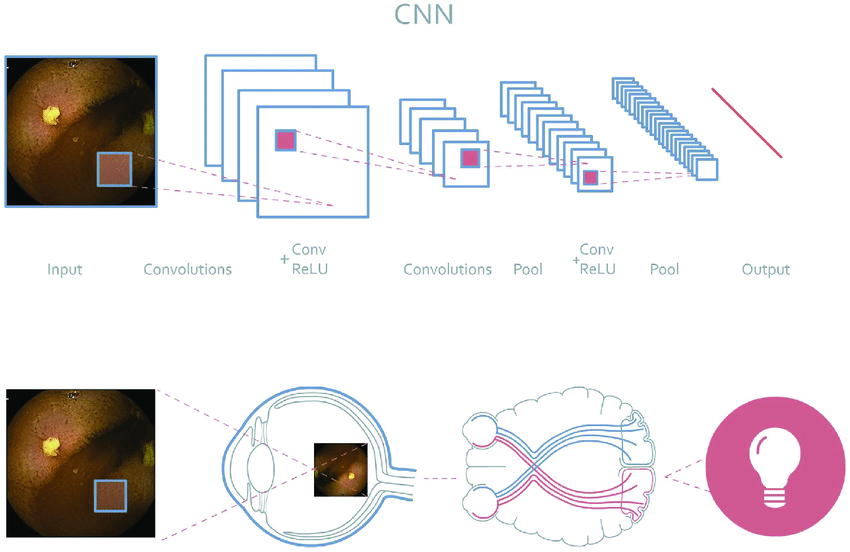 CNN
Input
Convolutions
+ Conv
ReLU
Convolutions
Pool
+ Conv
ReLU
Pool
Output